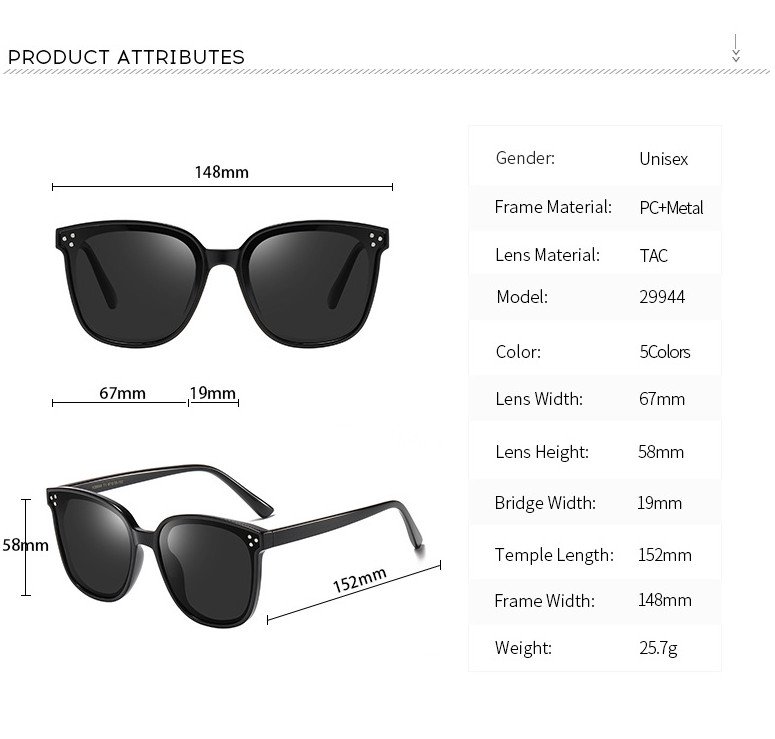 PRODUCT ATTRIBUTES
148mm
67mm 19mm
58mm
152mm
Gender: Unisex
Frame Material: PC+Metal
Lens Material: TAC
Model: 29944
Color: 5Colors
Lens Width: 67mm
Lens Height: 58mm
Bridge Width: 19mm
Temple Length: 152mm
Frame Width: 148mm
Weight: 25.7g